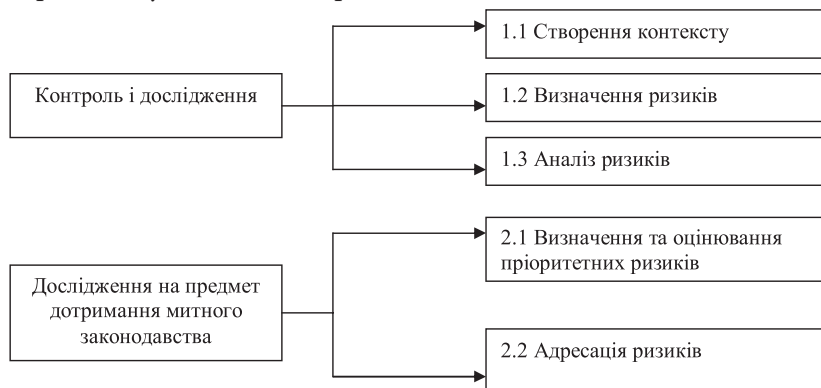 1.1 Створення контексту
Контроль і дослідження
1.2 Визначення ризиків
1.3 Аналіз ризиків
2.1 Визначення та оцінювання
пріоритетних ризиків
Дослідження на предмет
дотримання митного
законодавства
2.2 Адресація ризиків